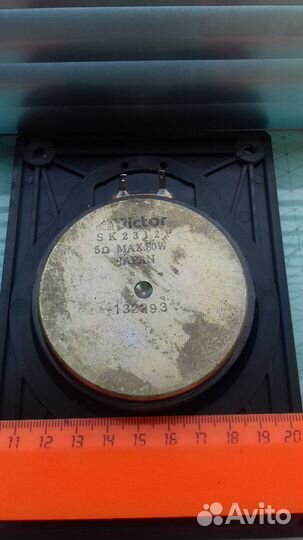 Victor
SK2312P
5Ω MAX.80W
JAPAN
132293
11 12 13 14 15 16 17 18 19 20
Avito